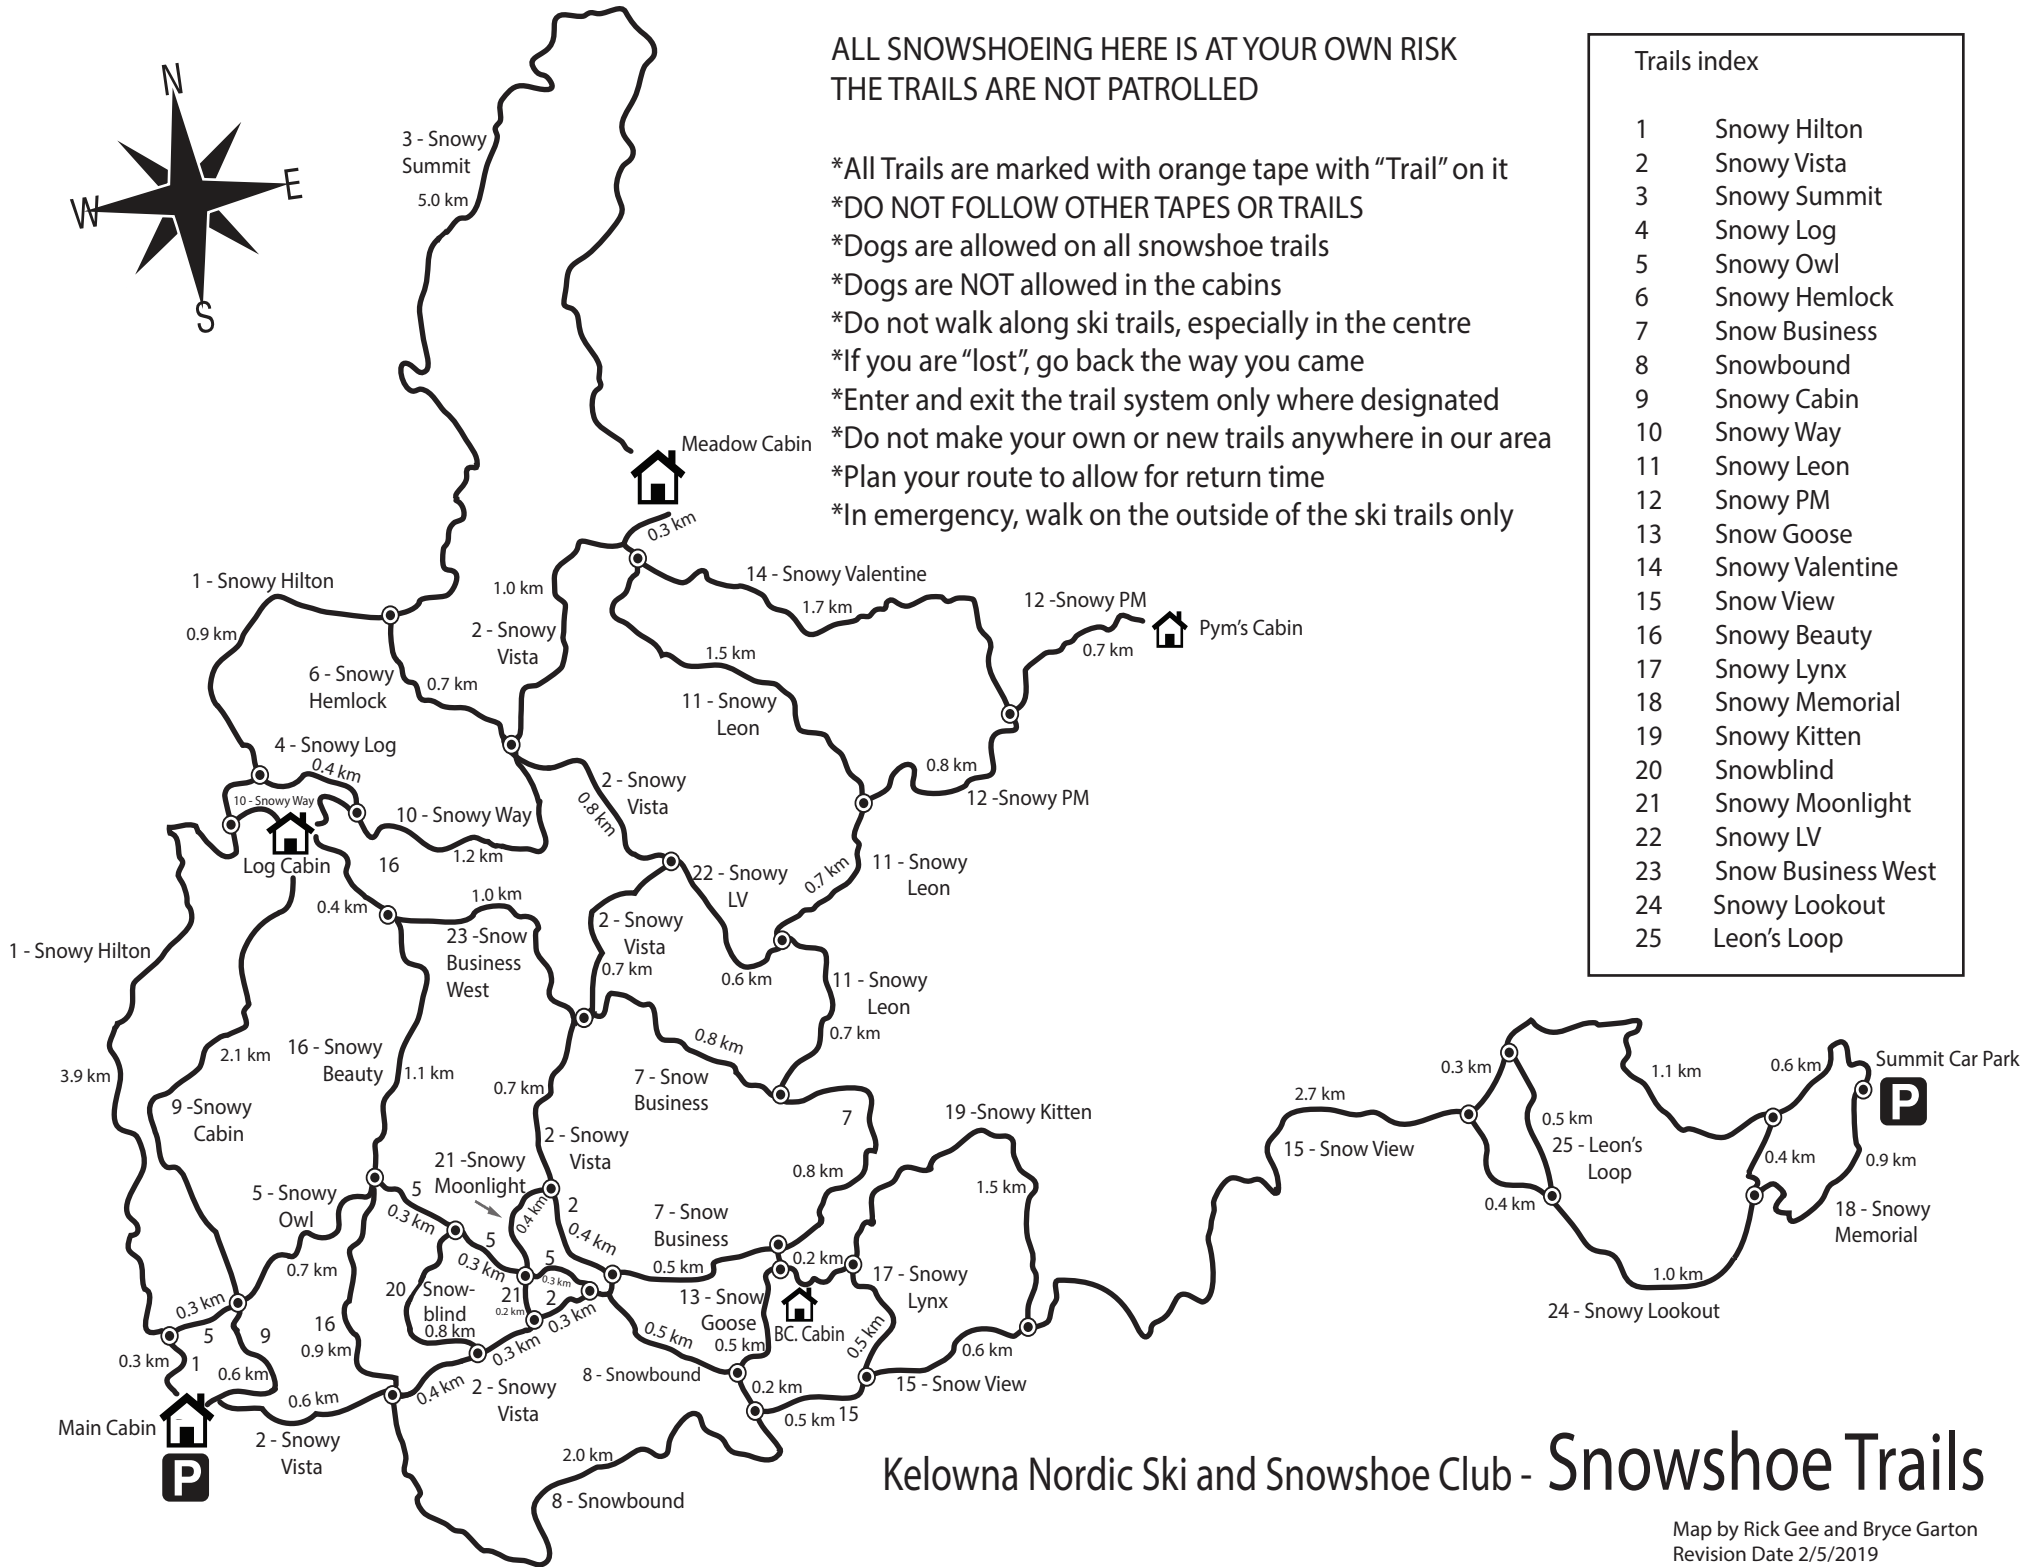 N
E
W
S
ALL SNOWSHOEING HERE IS AT YOUR OWN RISK
THE TRAILS ARE NOT PATROLLED
*All Trails are marked with orange tape with “Trail” on it
*DO NOT FOLLOW OTHER TAPES OR TRAILS
*Dogs are allowed on all snowshoe trails
*Dogs are NOT allowed in the cabins
*Do not walk along ski trails, especially in the centre
*If you are “lost”, go back the way you came
*Enter and exit the trail system only where designated
*Do not make your own or new trails anywhere in our area
*Plan your route to allow for return time
*In emergency, walk on the outside of the ski trails only
Trails index
1 Snowy Hilton
2 Snowy Vista
3 Snowy Summit
4 Snowy Log
5 Snowy Owl
6 Snowy Hemlock
7 Snow Business
8 Snowbound
9 Snowy Cabin
10 Snowy Way
11 Snowy Leon
12 Snowy PM
13 Snow Goose
14 Snowy Valentine
15 Snow View
16 Snowy Beauty
17 Snowy Lynx
18 Snowy Memorial
19 Snowy Kitten
20 Snowblind
21 Snowy Moonlight
22 Snowy LV
23 Snow Business West
24 Snowy Lookout
25 Leon's Loop
3 - Snowy
Summit
5.0 km
Meadow Cabin
0.3 km
1 - Snowy Hilton
0.9 km
1.0 km
2 - Snowy
Vista
14 - Snowy Valentine
1.7 km
12 -Snowy PM
Pym's Cabin
0.7 km
6 - Snowy
Hemlock
0.7 km
1.5 km
11 - Snowy
Leon
4 - Snowy Log
0.4 km
10 - Snowy Way
10 - Snowy Way
1.2 km
2 - Snowy
Vista
0.8 km
0.8 km
12 -Snowy PM
Log Cabin
16
0.4 km
1.0 km
23 -Snow
Business
West
22 - Snowy
LV
0.7 km
11 - Snowy
Leon
2 - Snowy
Vista
0.7 km
0.6 km
11 - Snowy
Leon
0.7 km
1 - Snowy Hilton
3.9 km
2.1 km
9 -Snowy
Cabin
16 - Snowy
Beauty
1.1 km
0.7 km
0.8 km
7 - Snow
Business
7
0.8 km
2 - Snowy
Vista
21 -Snowy
Moonlight
19 -Snowy Kitten
1.5 km
5 - Snowy
Owl
0.7 km
5
0.3 km
5
0.3 km
0.4 km
2
0.4 km
5
0.3 km
7 - Snow
Business
0.5 km
0.2 km
17 - Snowy
Lynx
0.5 km
20
Snow-
blind
0.8 km
21
0.2 km
2
0.3 km
0.3 km
13 - Snow
Goose
0.5 km
BC. Cabin
0.5 km
8 - Snowbound
0.2 km
0.5 km
15
0.6 km
15 - Snow View
0.3 km
5
9
0.3 km
1
0.6 km
16
0.9 km
0.6 km
0.4 km
2 - Snowy
Vista
Main Cabin
P
2 - Snowy
Vista
2.0 km
8 - Snowbound
2.7 km
15 - Snow View
0.3 km
0.5 km
25 - Leon's
Loop
0.4 km
1.1 km
0.6 km
Summit Car Park
P
0.4 km
0.9 km
18 - Snowy
Memorial
1.0 km
24 - Snowy Lookout
Kelowna Nordic Ski and Snowshoe Club - Snowshoe Trails
Map by Rick Gee and Bryce Garton
Revision Date 2/5/2019